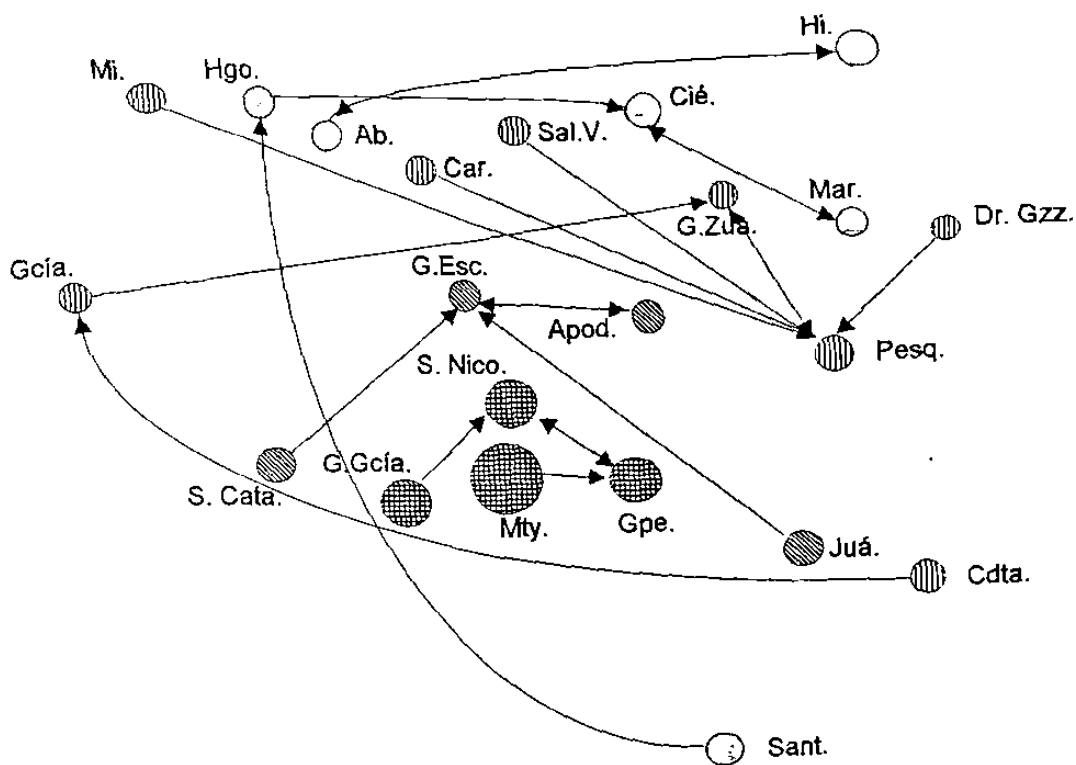 Hi.
Mi.
Hgo.
Cié.
Ab.
Sal.V.
Car.
Mar.
G.Zua.
Dr. Gzz.
Gcía.
G.Esc.
Apod.
Pesq.
S. Nico.
G.Gcía.
S. Cata.
Mty.
Gpe.
Juá.
Cdta.
Sant.